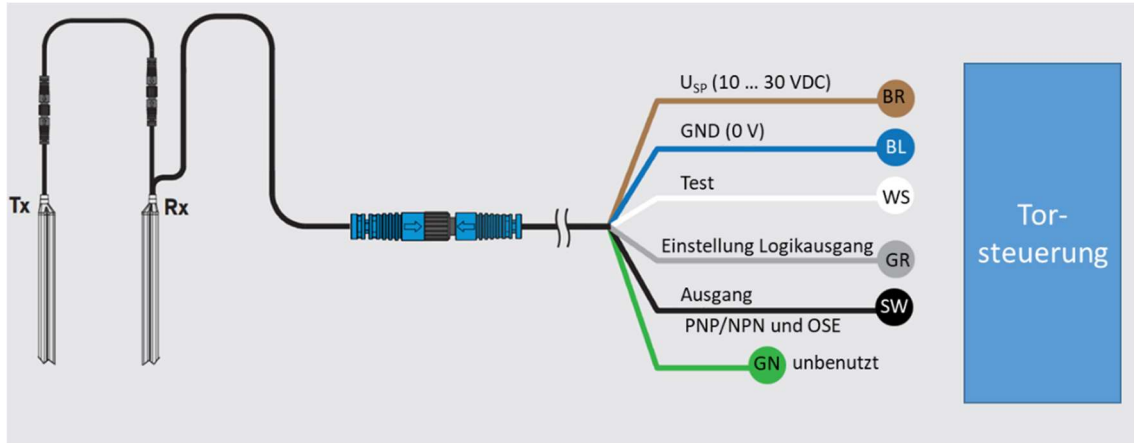 U_SP (10 ... 30 VDC)
BR
GND (0 V)
BL
Test
WS
Tx
Rx
Einstellung Logikausgang
GR
Ausgang
SW
PNP/NPN und OSE
GN
unbenutzt
Tor-
steuerung